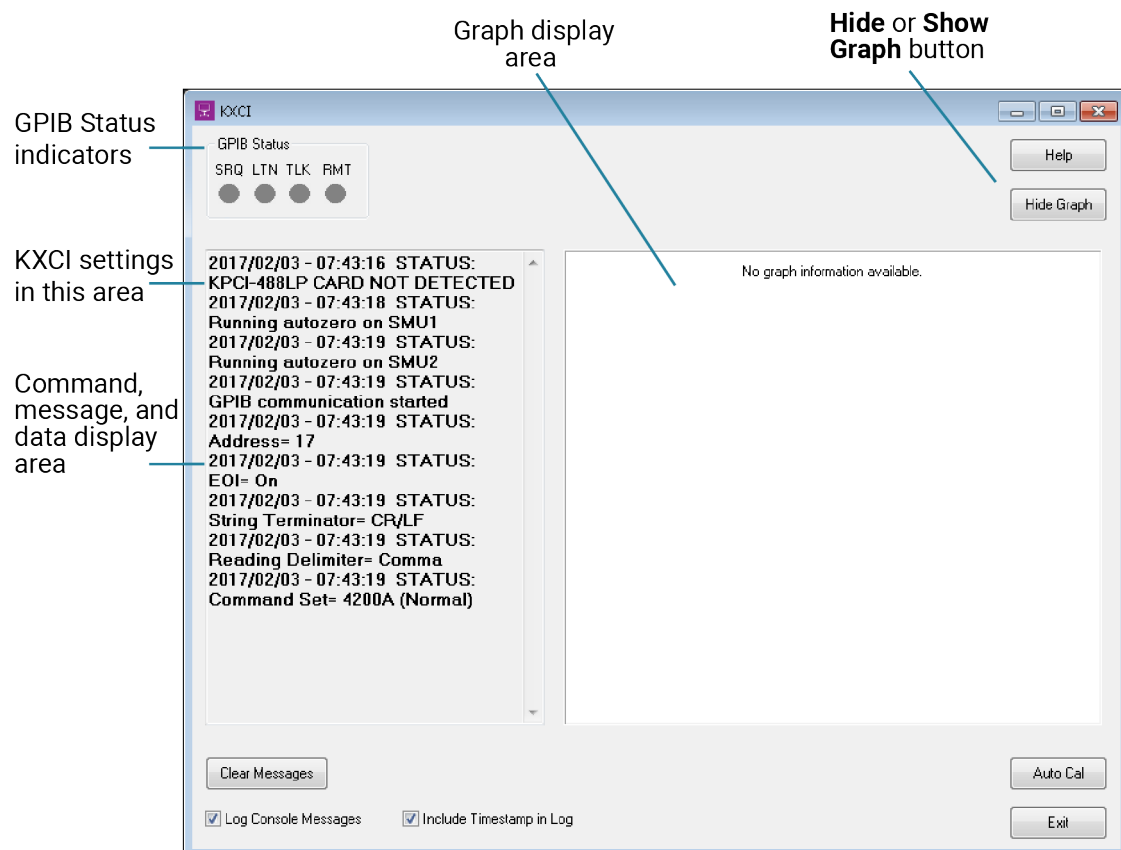 Graph display
area
Hide or Show
Graph button
GPIB Status
indicators
KXCI settings
in this area
Command,
message, and
data display
area
KXCI
GPIB Status
SRQ LTN TLK RMT
Help
Hide Graph
2017/02/03 - 07:43:16 STATUS:
KPCI-488LP CARD NOT DETECTED
2017/02/03 - 07:43:18 STATUS:
Running autozero on SMU1
2017/02/03 - 07:43:19 STATUS:
Running autozero on SMU2
2017/02/03 - 07:43:19 STATUS:
GPIB communication started
2017/02/03 - 07:43:19 STATUS:
Address= 17
2017/02/03 - 07:43:19 STATUS:
EOI= On
2017/02/03 - 07:43:19 STATUS:
String Terminator= CR/LF
2017/02/03 - 07:43:19 STATUS:
Reading Delimiter= Comma
2017/02/03 - 07:43:19 STATUS:
Command Set= 4200A (Normal)
No graph information available.
Clear Messages
Auto Cal
Log Console Messages
Include Timestamp in Log
Exit